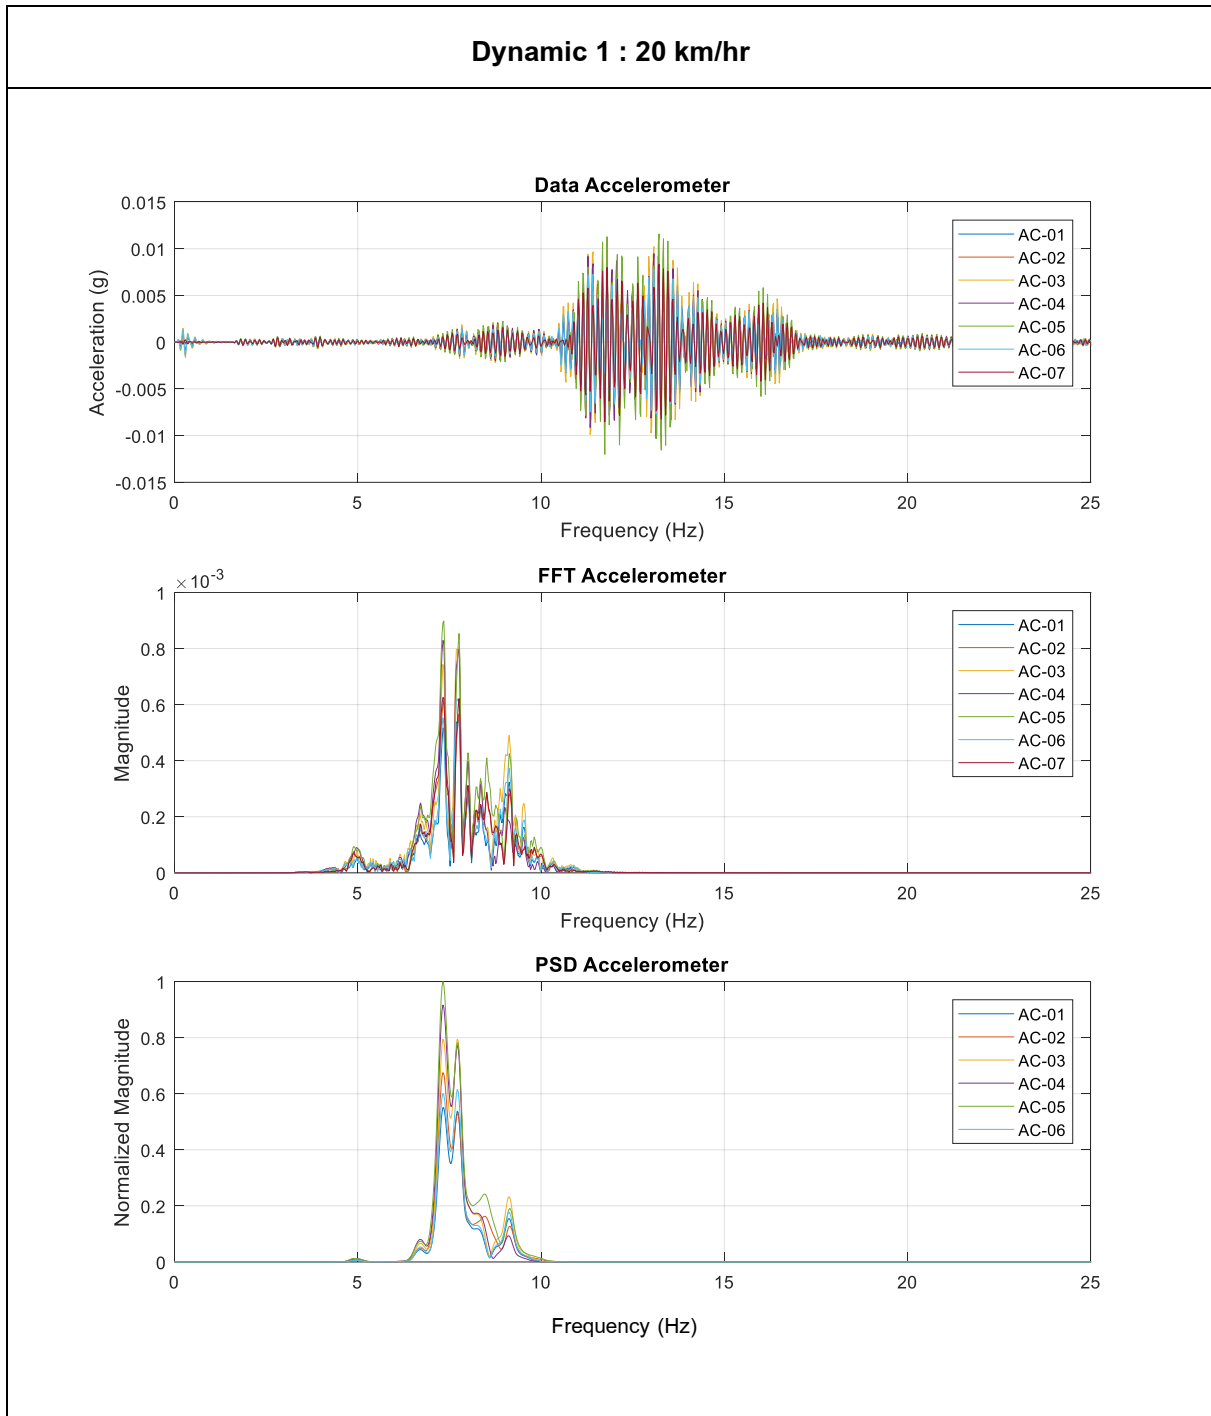 Dynamic 1 : 20 km/hr
Data Accelerometer
0.015
0.01
0.005
0
-0.005
-0.01
-0.015
Acceleration (g)
0 5 10 15 20 25
Frequency (Hz)
AC-01
AC-02
AC-03
AC-04
AC-05
AC-06
AC-07
FFT Accelerometer
×10-3
1
0.8
0.6
0.4
0.2
0
Magnitude
0 5 10 15 20 25
Frequency (Hz)
AC-01
AC-02
AC-03
AC-04
AC-05
AC-06
AC-07
PSD Accelerometer
1
0.8
0.6
0.4
0.2
0
Normalized Magnitude
0 5 10 15 20 25
Frequency (Hz)
AC-01
AC-02
AC-03
AC-04
AC-05
AC-06